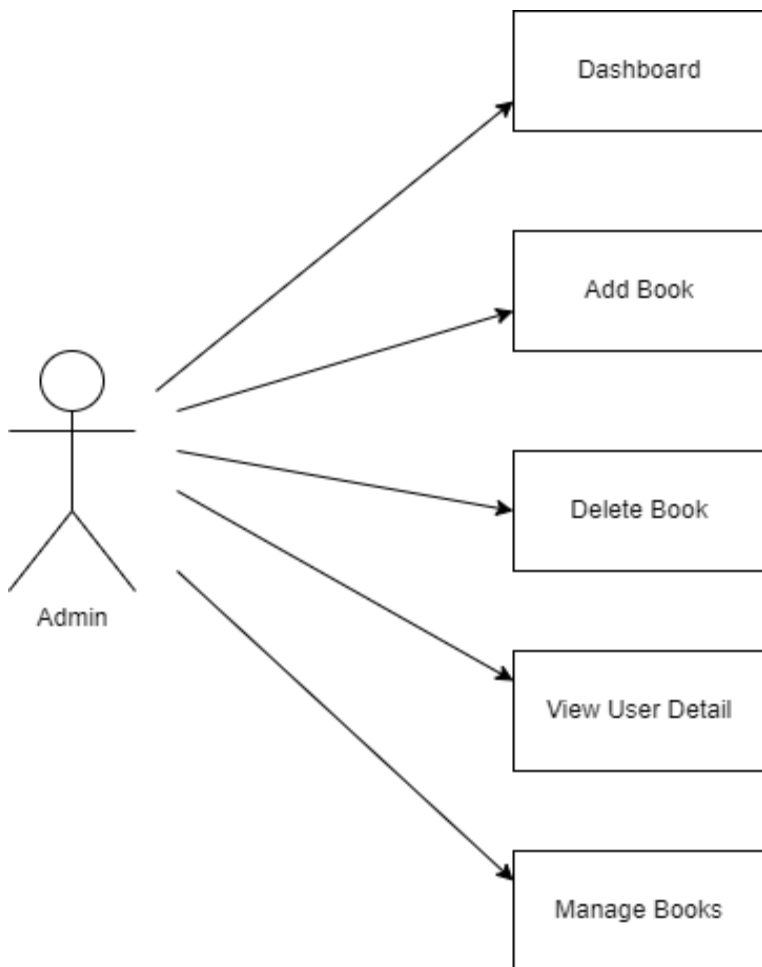 Dashboard
Add Book
Delete Book
Admin
View User Detail
Manage Books